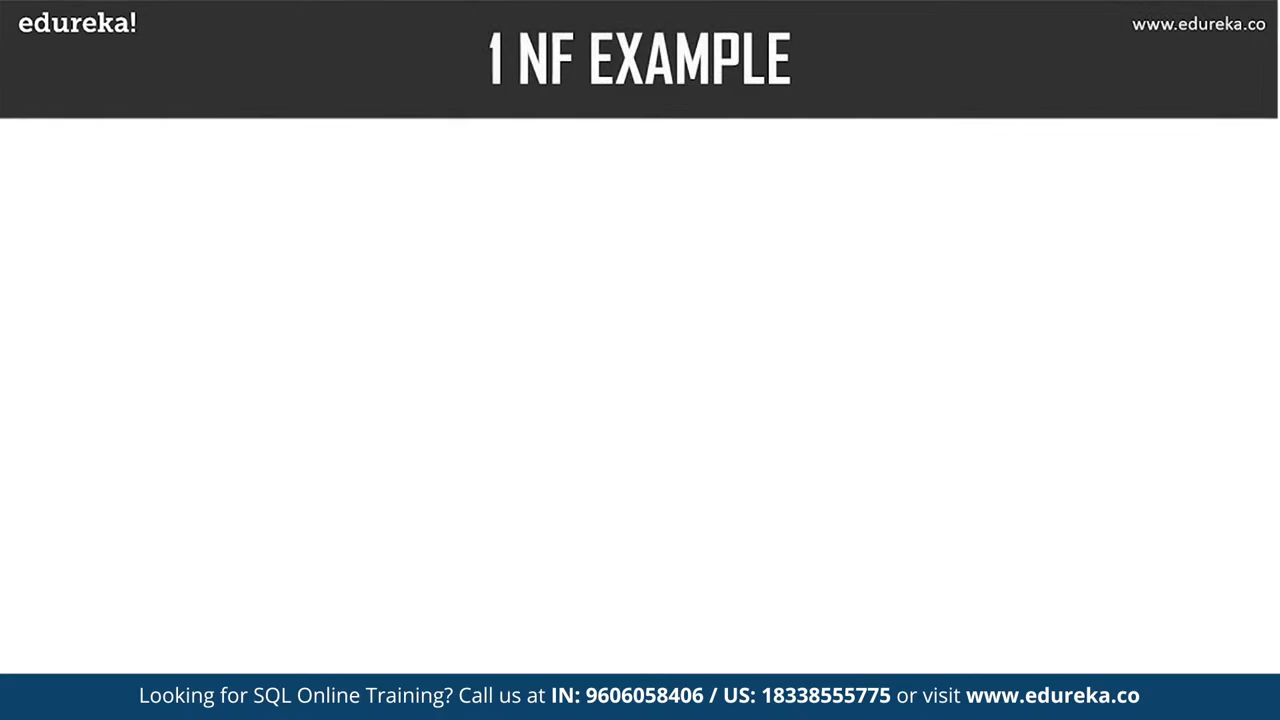 edureka!
www.edureka.co
1 NF EXAMPLE
Looking for SQL Online Training? Call us at IN: 9606058406 / US: 18338555775 or visit www.edureka.co